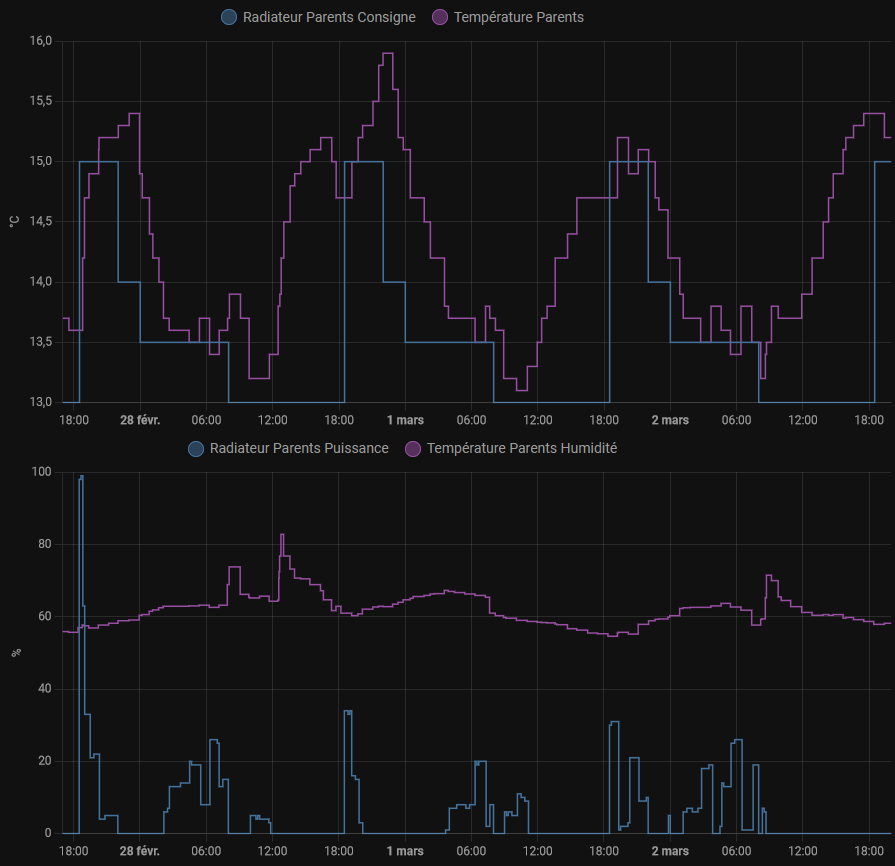 Radiateur Parents Consigne Température Parents
16,0
15,5
15,0
14,5
14,0
13,5
13,0
°C
18:00 28 févr. 06:00 12:00 18:00 1 mars 06:00 12:00 18:00 2 mars 06:00 12:00 18:00
Radiateur Parents Puissance Température Parents Humidité
100
80
60
40
20
0
%
18:00 28 févr. 06:00 12:00 18:00 1 mars 06:00 12:00 18:00 2 mars 06:00 12:00 18:00